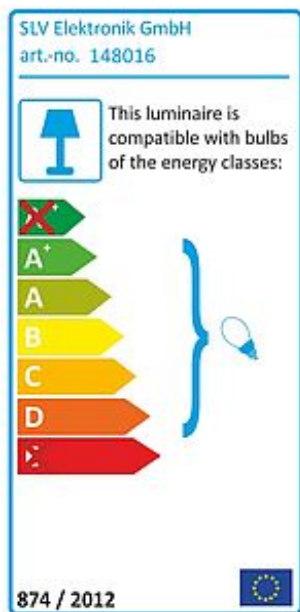 SLV Elektronik GmbH
art.-no. 148016
This luminaire is
compatible with bulbs
of the energy classes:
A+
A
B
C
D
874 / 2012